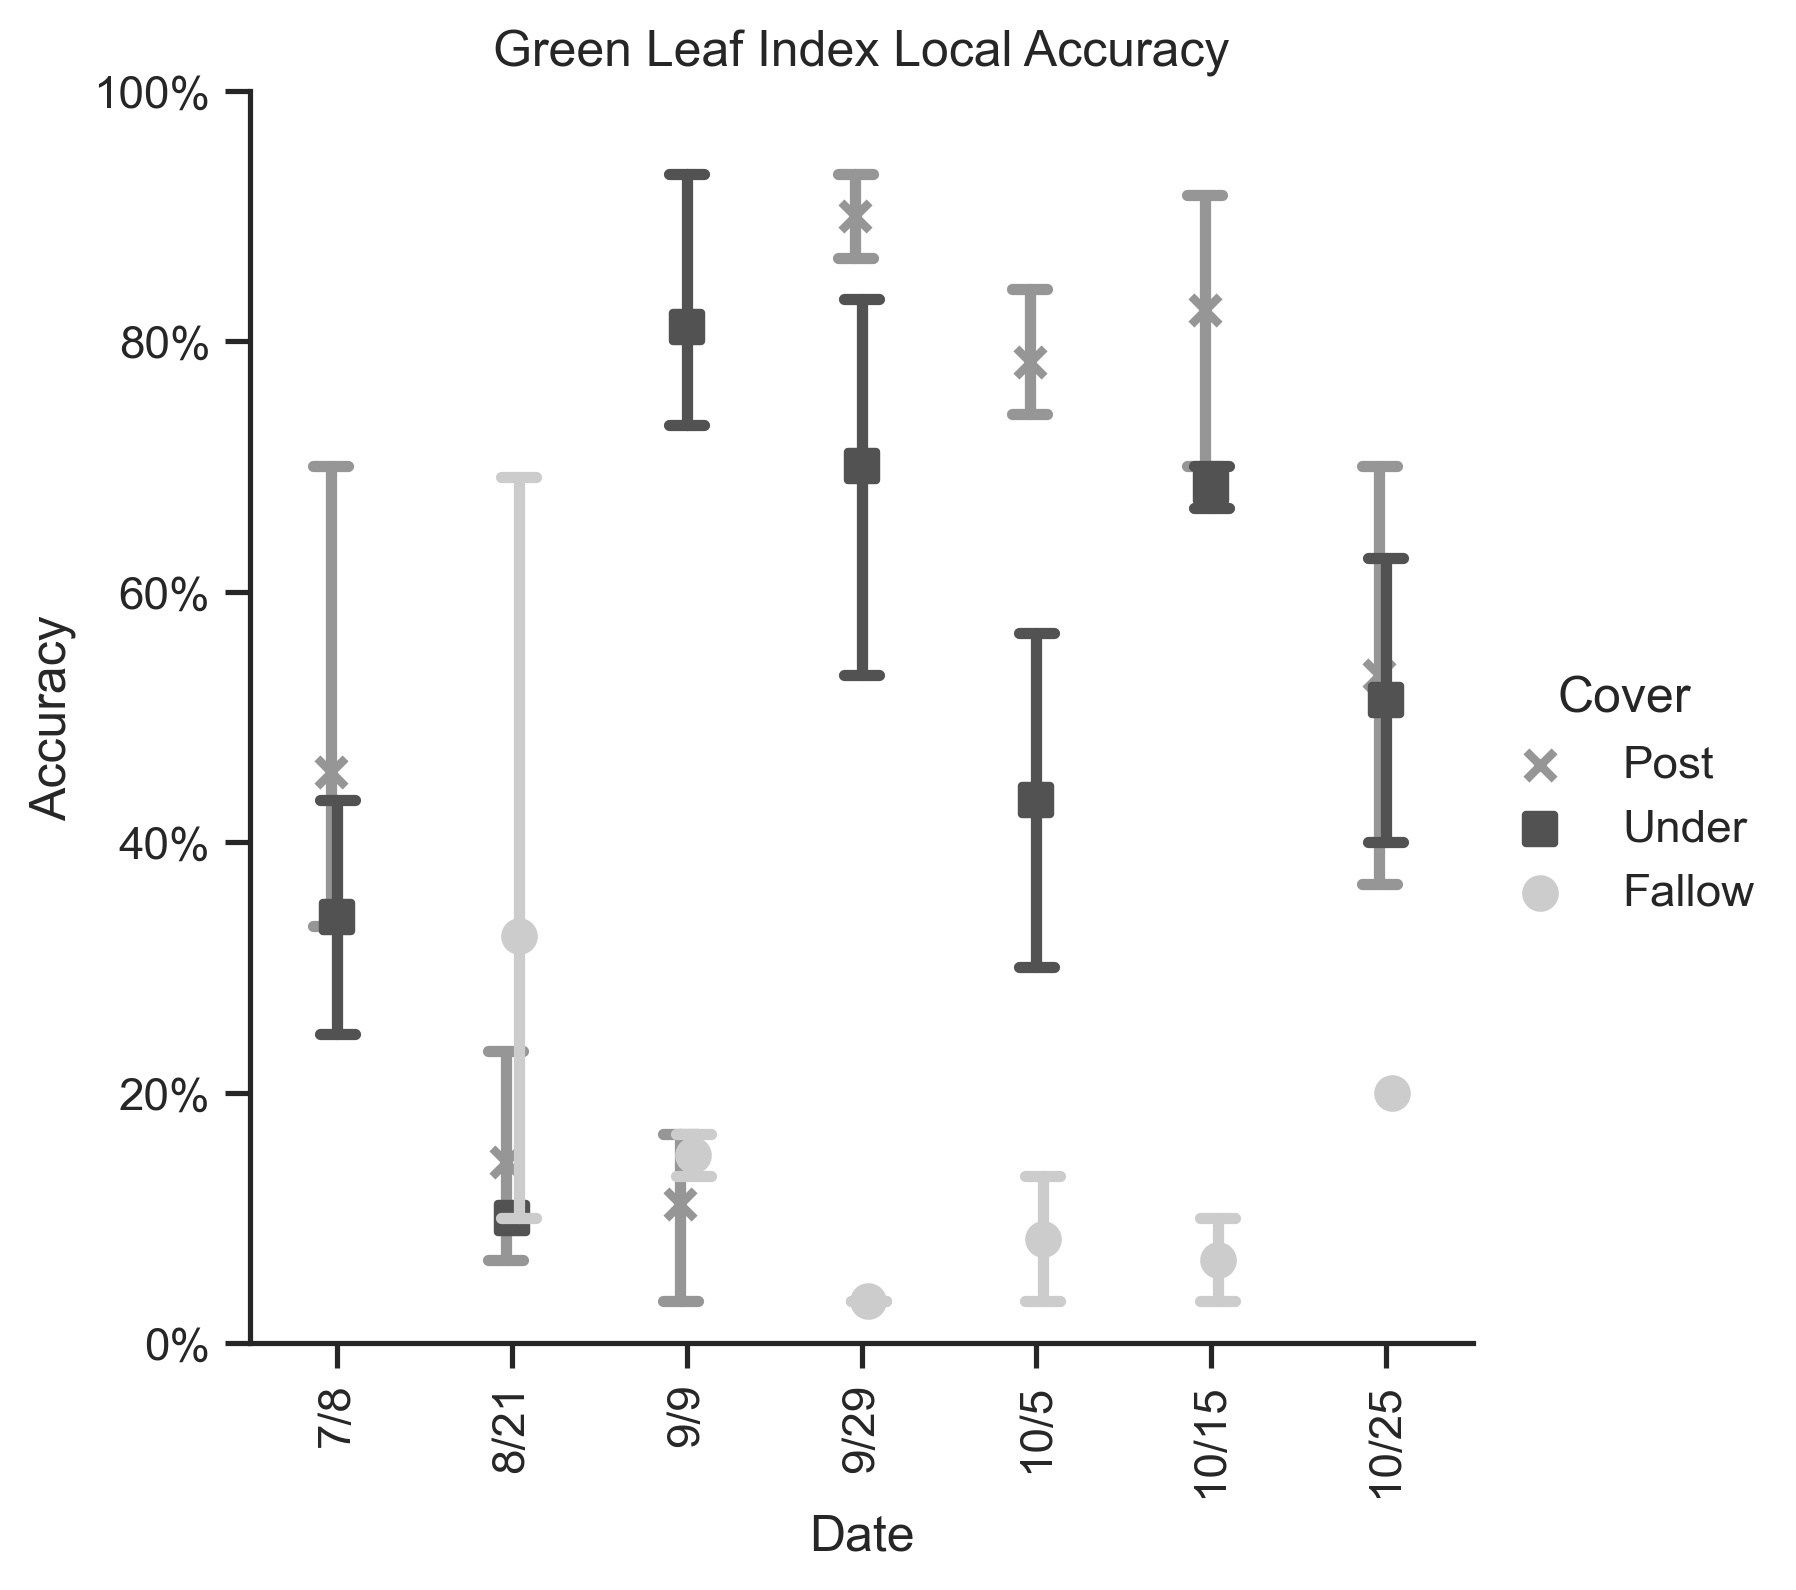 Green Leaf Index Local Accuracy
100%
80%
60%
40%
20%
0%
Accuracy
7/8
8/21
9/9
9/29
10/5
10/15
10/25
Date
Cover
Post
Under
Fallow